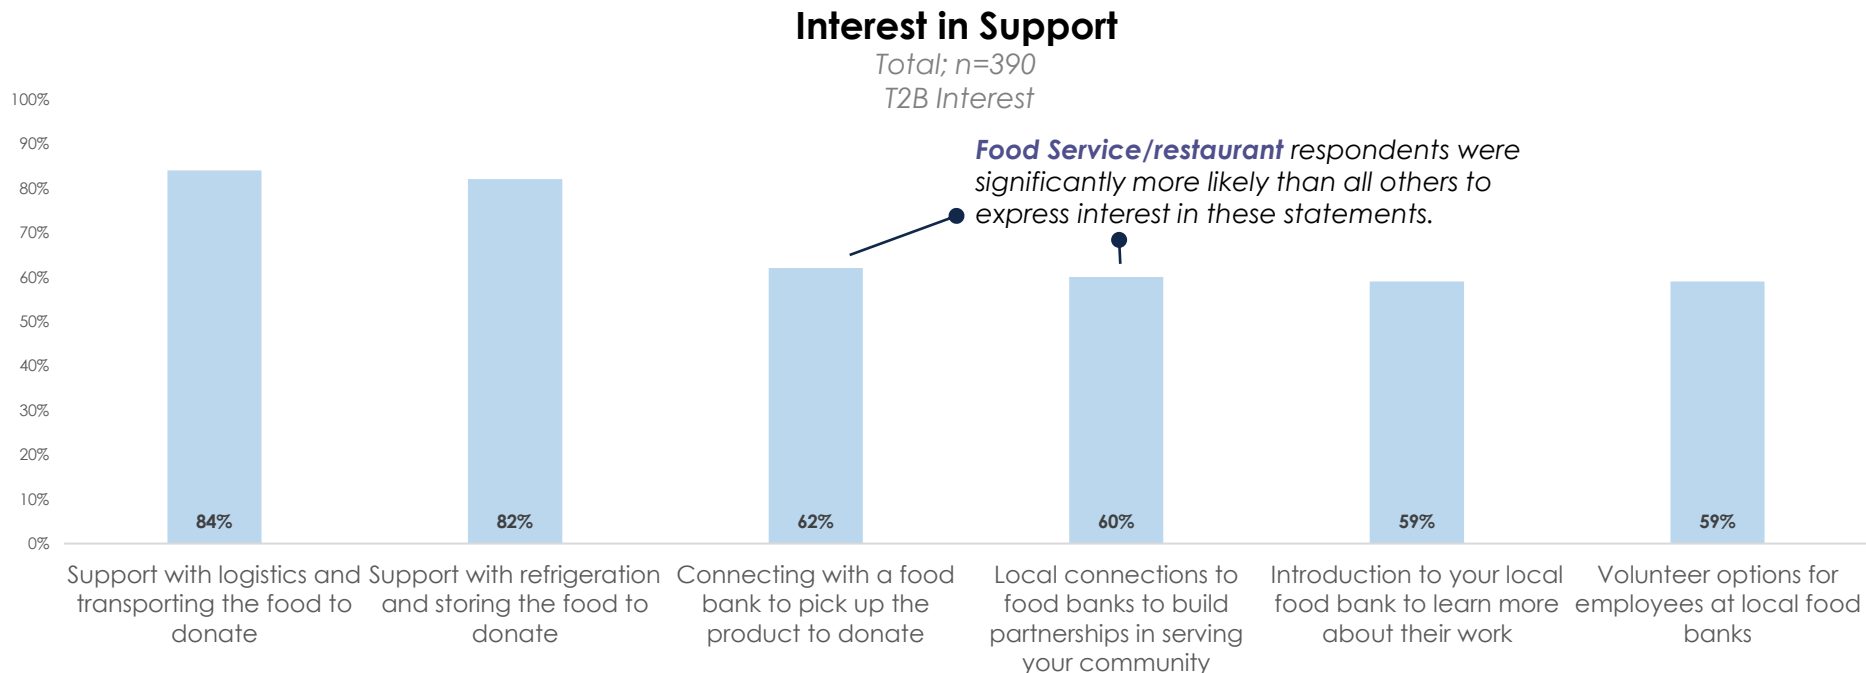 Interest in Support
Total; n=390
T2B Interest
100%
90%
80%
70%
60%
50%
40%
30%
20%
10%
0%
Food Service/restaurant respondents were
significantly more likely than all others to
express interest in these statements.
84%
82%
62%
60%
59%
59%
Support with logistics and
transporting the food to
donate
Support with refrigeration
and storing the food to
donate
Connecting with a food
bank to pick up the
product to donate
Local connections to
food banks to build
partnerships in serving
your community
Introduction to your local
food bank to learn more
about their work
Volunteer options for
employees at local food
banks